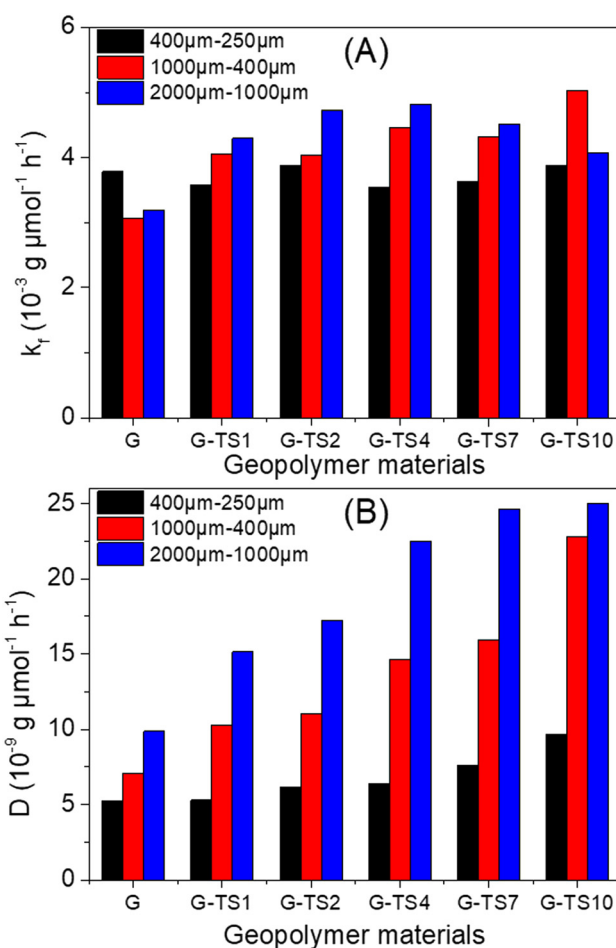 6
4
2
0
k_f (10⁻³ g µmol⁻¹ h⁻¹)
400µm-250µm
1000µm-400µm
2000µm-1000µm
(A)
G G-TS1 G-TS2 G-TS4 G-TS7 G-TS10
Geopolymer materials
25
20
15
10
5
0
D (10⁻⁹ g µmol⁻¹ h⁻¹)
400µm-250µm
1000µm-400µm
2000µm-1000µm
(B)
G G-TS1 G-TS2 G-TS4 G-TS7 G-TS10
Geopolymer materials